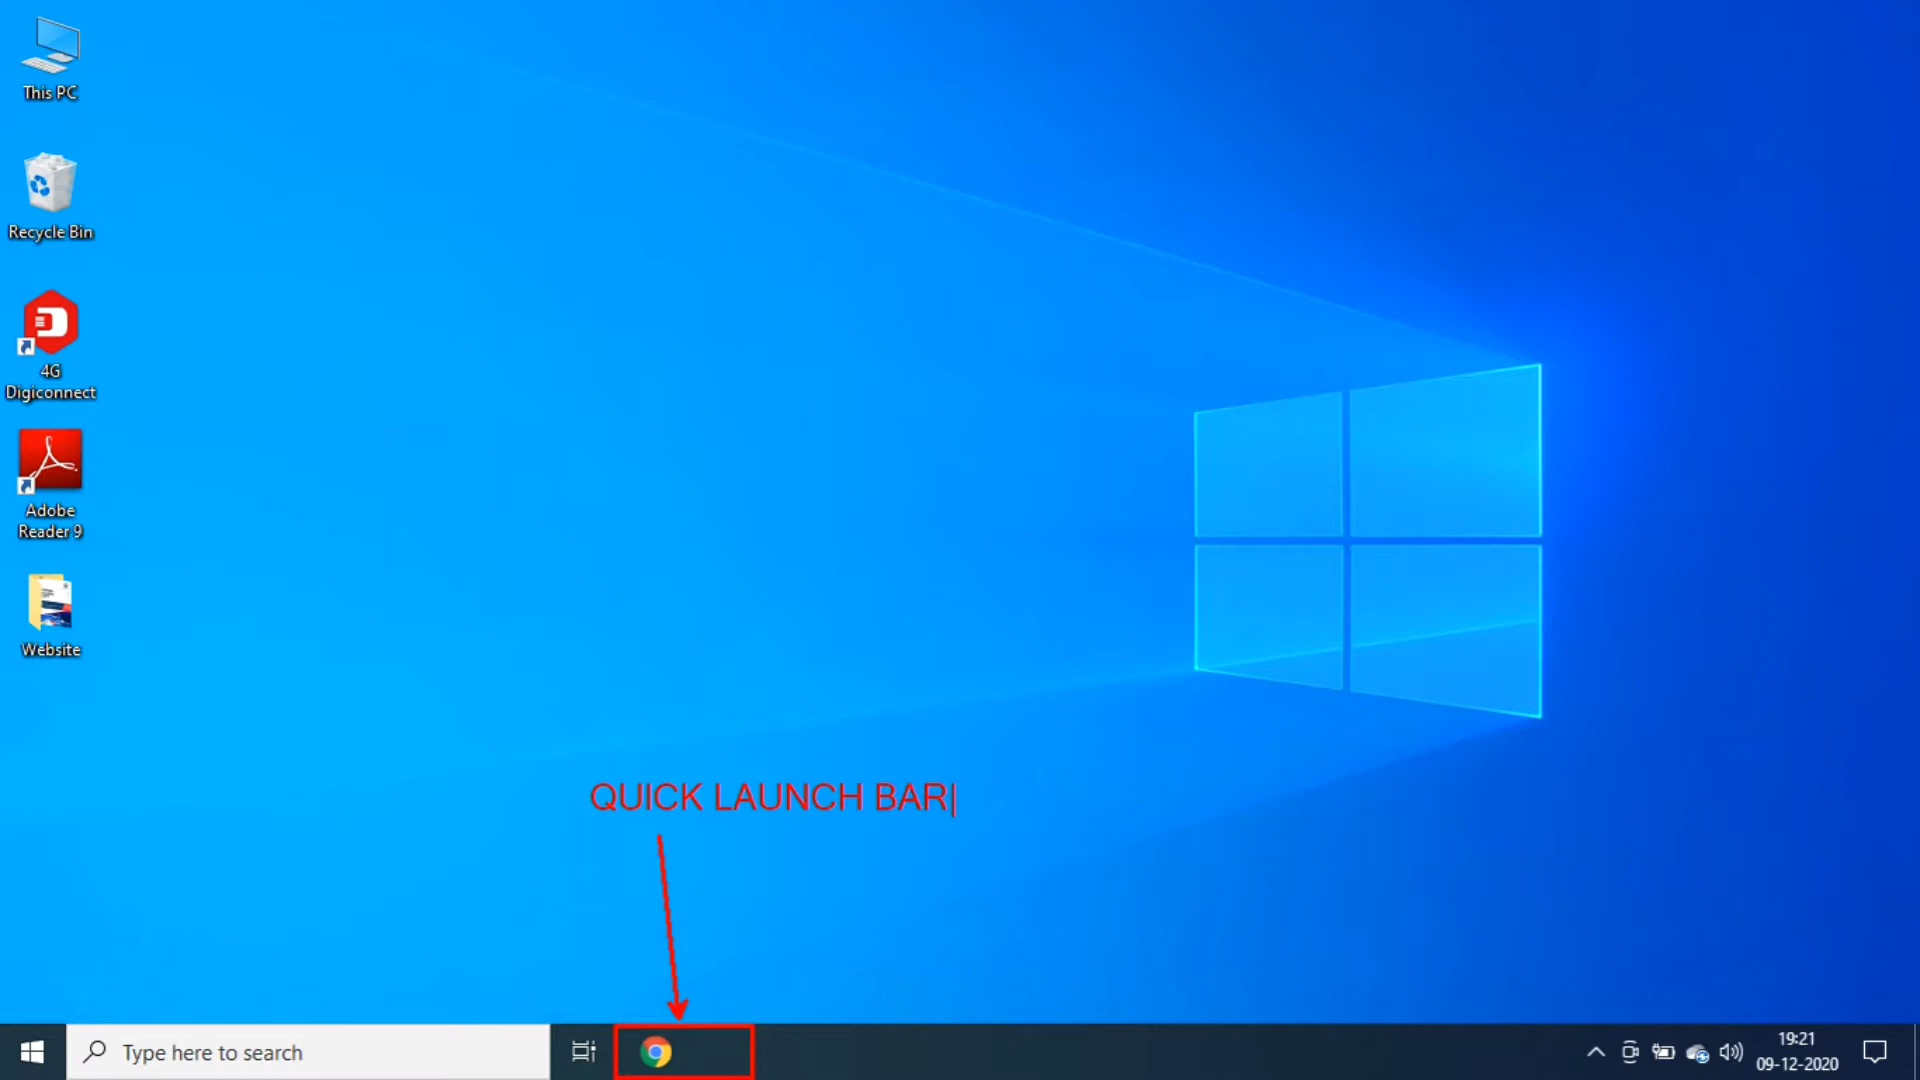 This PC
Recycle Bin
4G
Digiconnect
Adobe
Reader 9
Website
QUICK LAUNCH BAR
Type here to search
19:21
09-12-2020